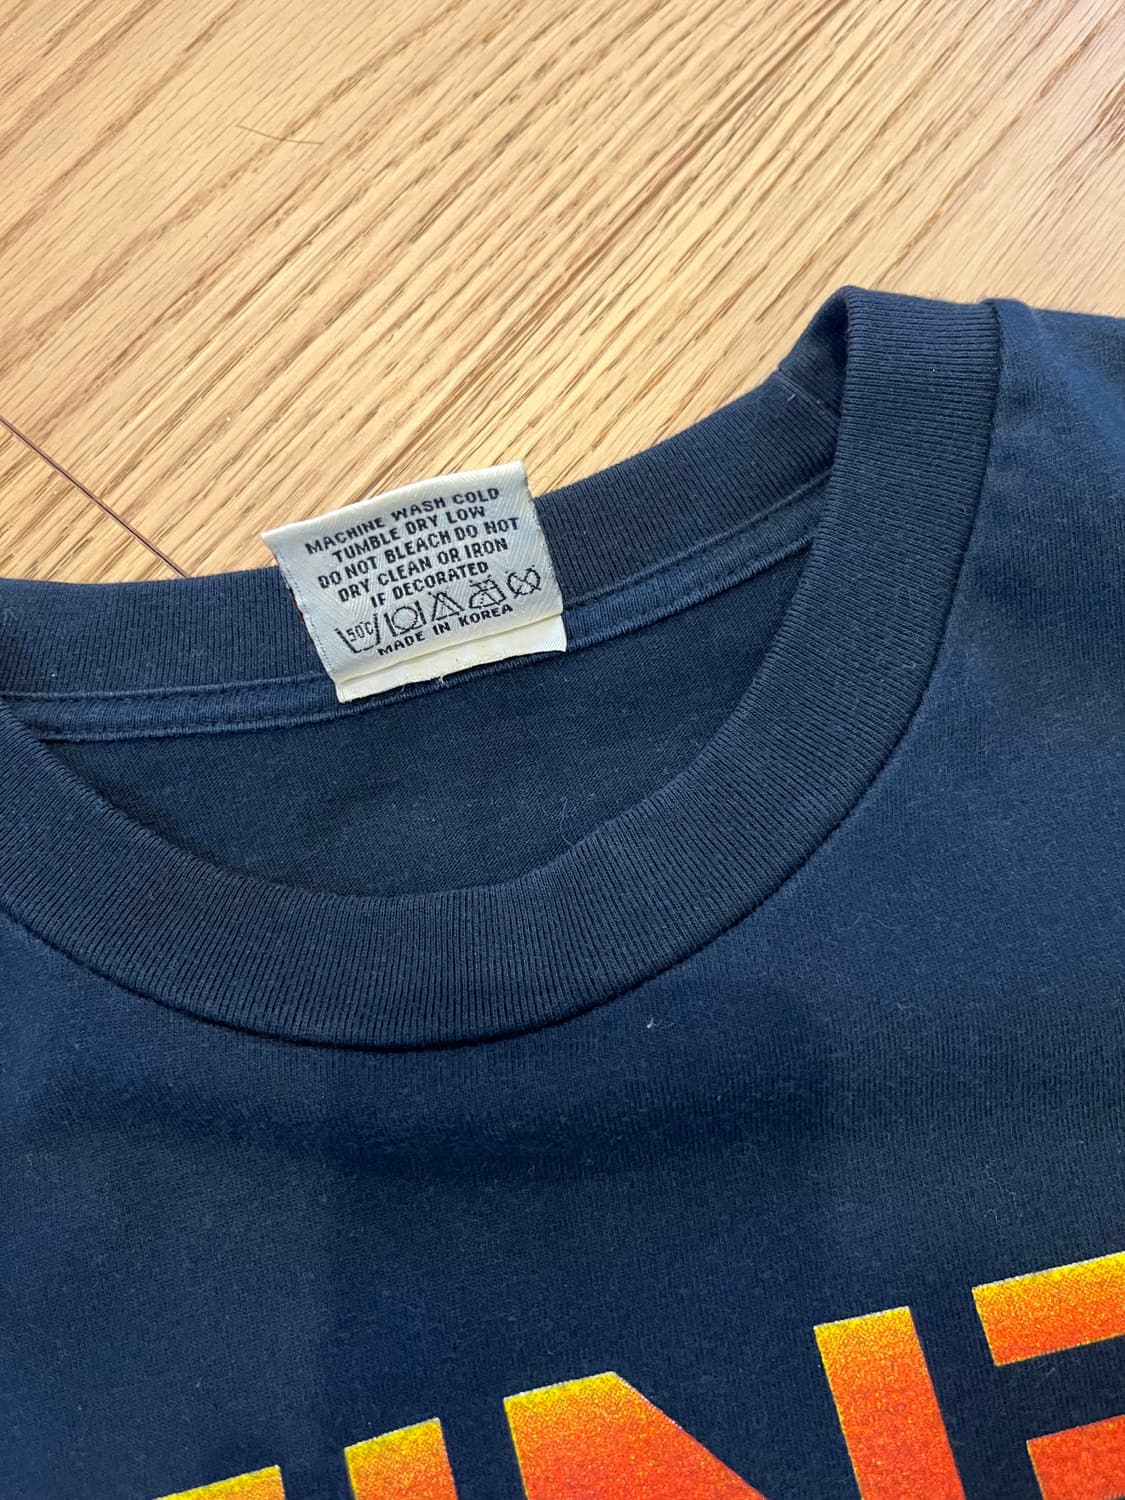 MACHINE WASH COLD
TUMBLE DRY LOW
DO NOT BLEACH DO NOT
DRY CLEAN OR IRON
IF DECORATED
50°C
MADE IN KOREA